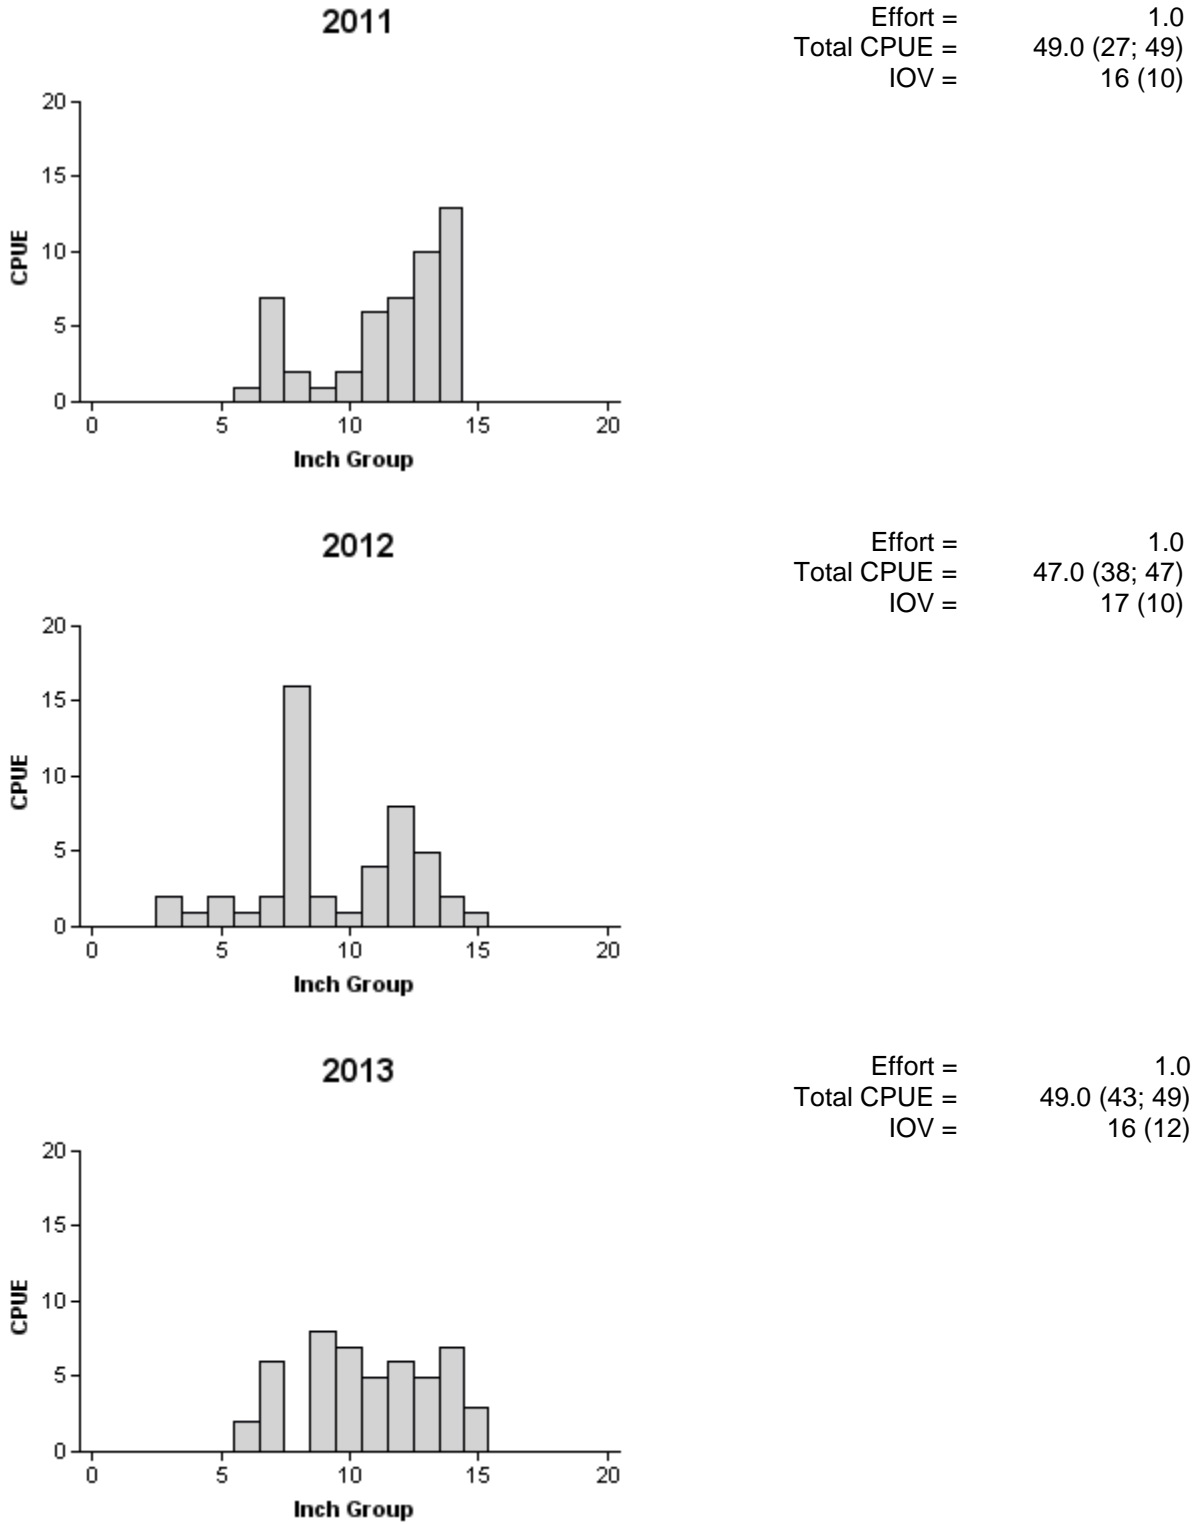 2011
Effort = 1.0
Total CPUE = 49.0 (27; 49)
IOV = 16 (10)
20
15
10
5
0
CPUE
0 5 10 15 20
Inch Group
2012
Effort = 1.0
Total CPUE = 47.0 (38; 47)
IOV = 17 (10)
20
15
10
5
0
CPUE
0 5 10 15 20
Inch Group
2013
Effort = 1.0
Total CPUE = 49.0 (43; 49)
IOV = 16 (12)
20
15
10
5
0
CPUE
0 5 10 15 20
Inch Group